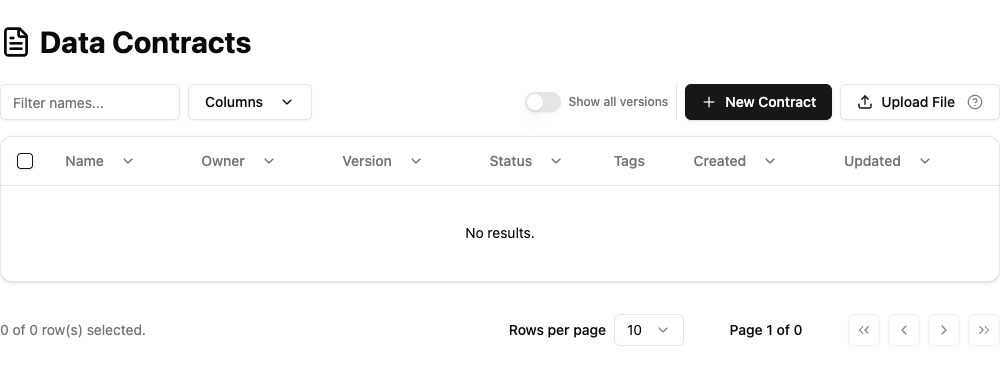 Data Contracts
Filter names... Columns Show all versions New Contract Upload File
Name Owner Version Status Tags Created Updated
No results.
0 of 0 row(s) selected. Rows per page 10 Page 1 of 0